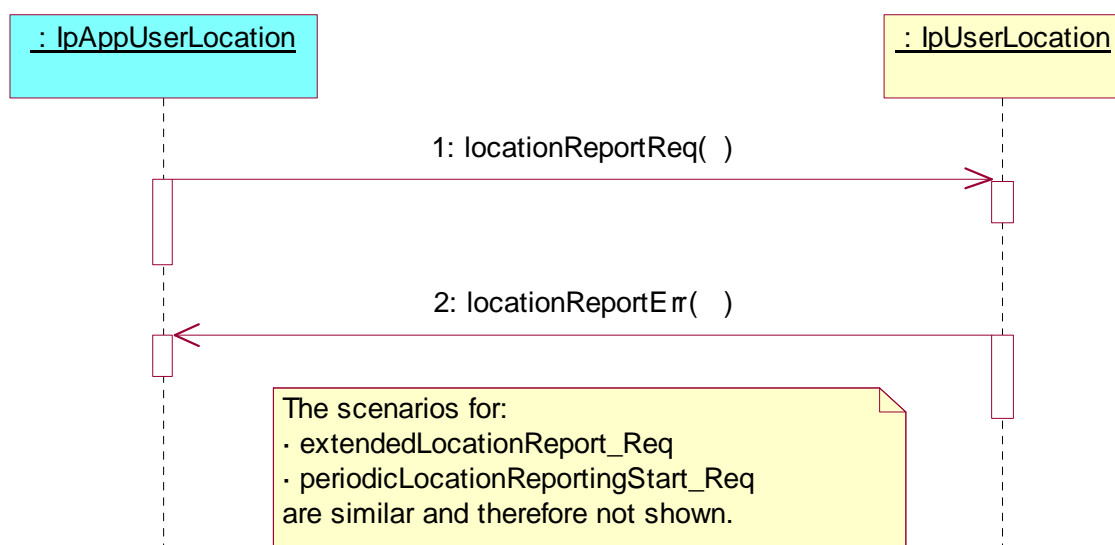 : IpAppUserLocation
: IpUserLocation
1: locationReportReq( )
2: locationReportErr( )
The scenarios for:
· extendedLocationReport_Req
· periodicLocationReportingStart_Req
are similar and therefore not shown.